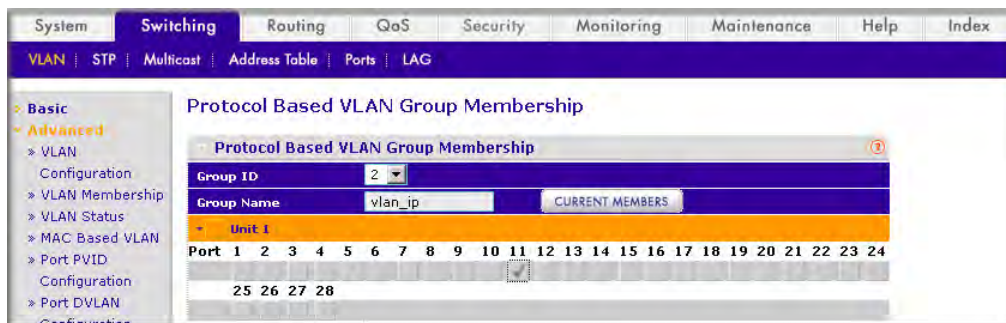 System Switching Routing QoS Security Monitoring Maintenance Help Index
VLAN STP Multicast Address Table Ports LAG
Basic
Advanced
» VLAN
Configuration
» VLAN Membership
» VLAN Status
» MAC Based VLAN
» Port PVID
Configuration
» Port DVLAN
Configuration
Protocol Based VLAN Group Membership
Protocol Based VLAN Group Membership
Group ID 2
Group Name vlan_ip CURRENT MEMBERS
Unit 1
Port 1 2 3 4 5 6 7 8 9 10 11 12 13 14 15 16 17 18 19 20 21 22 23 24
25 26 27 28